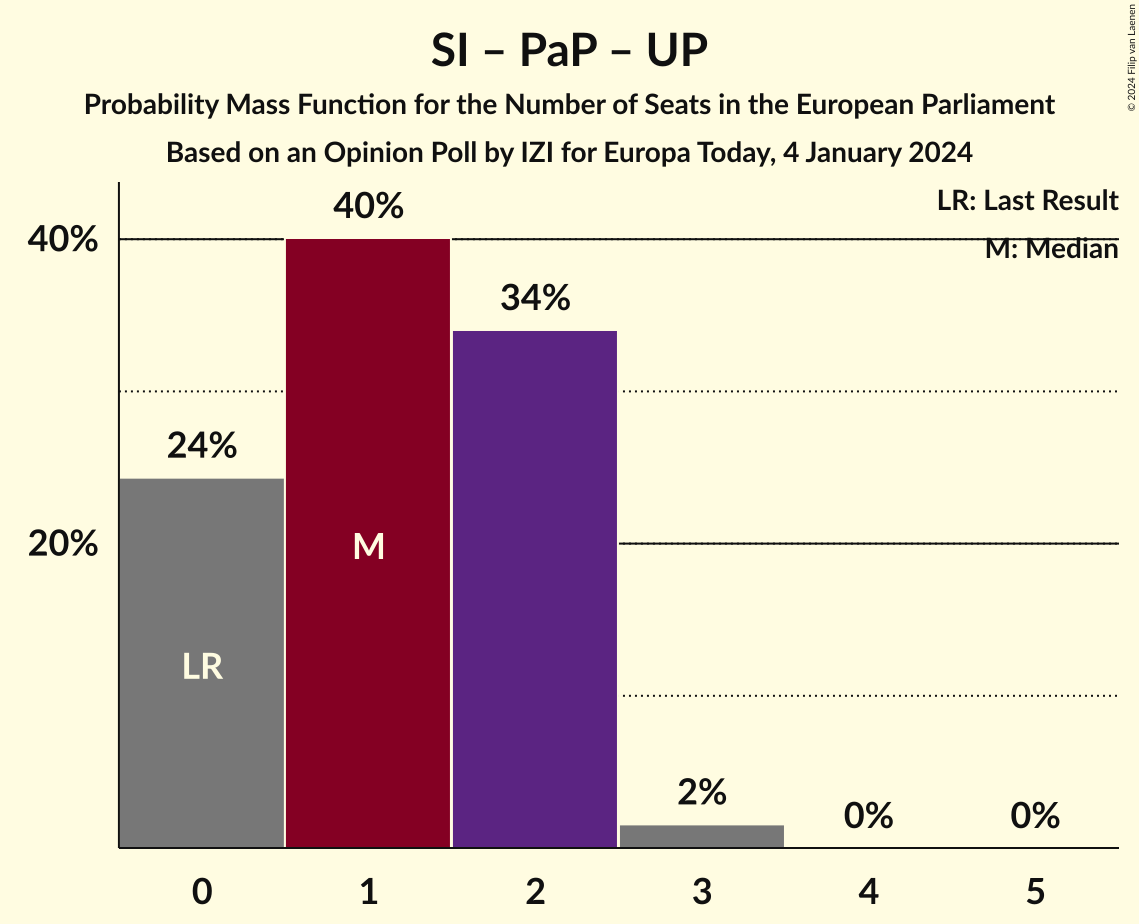 SI – PaP – UP
Probability Mass Function for the Number of Seats in the European Parliament
Based on an Opinion Poll by IZI for Europa Today, 4 January 2024
© 2024 Filip van Laenen
LR: Last Result
M: Median
40%
20%
24%
40%
34%
2%
0%
0%
LR
M
0
1
2
3
4
5